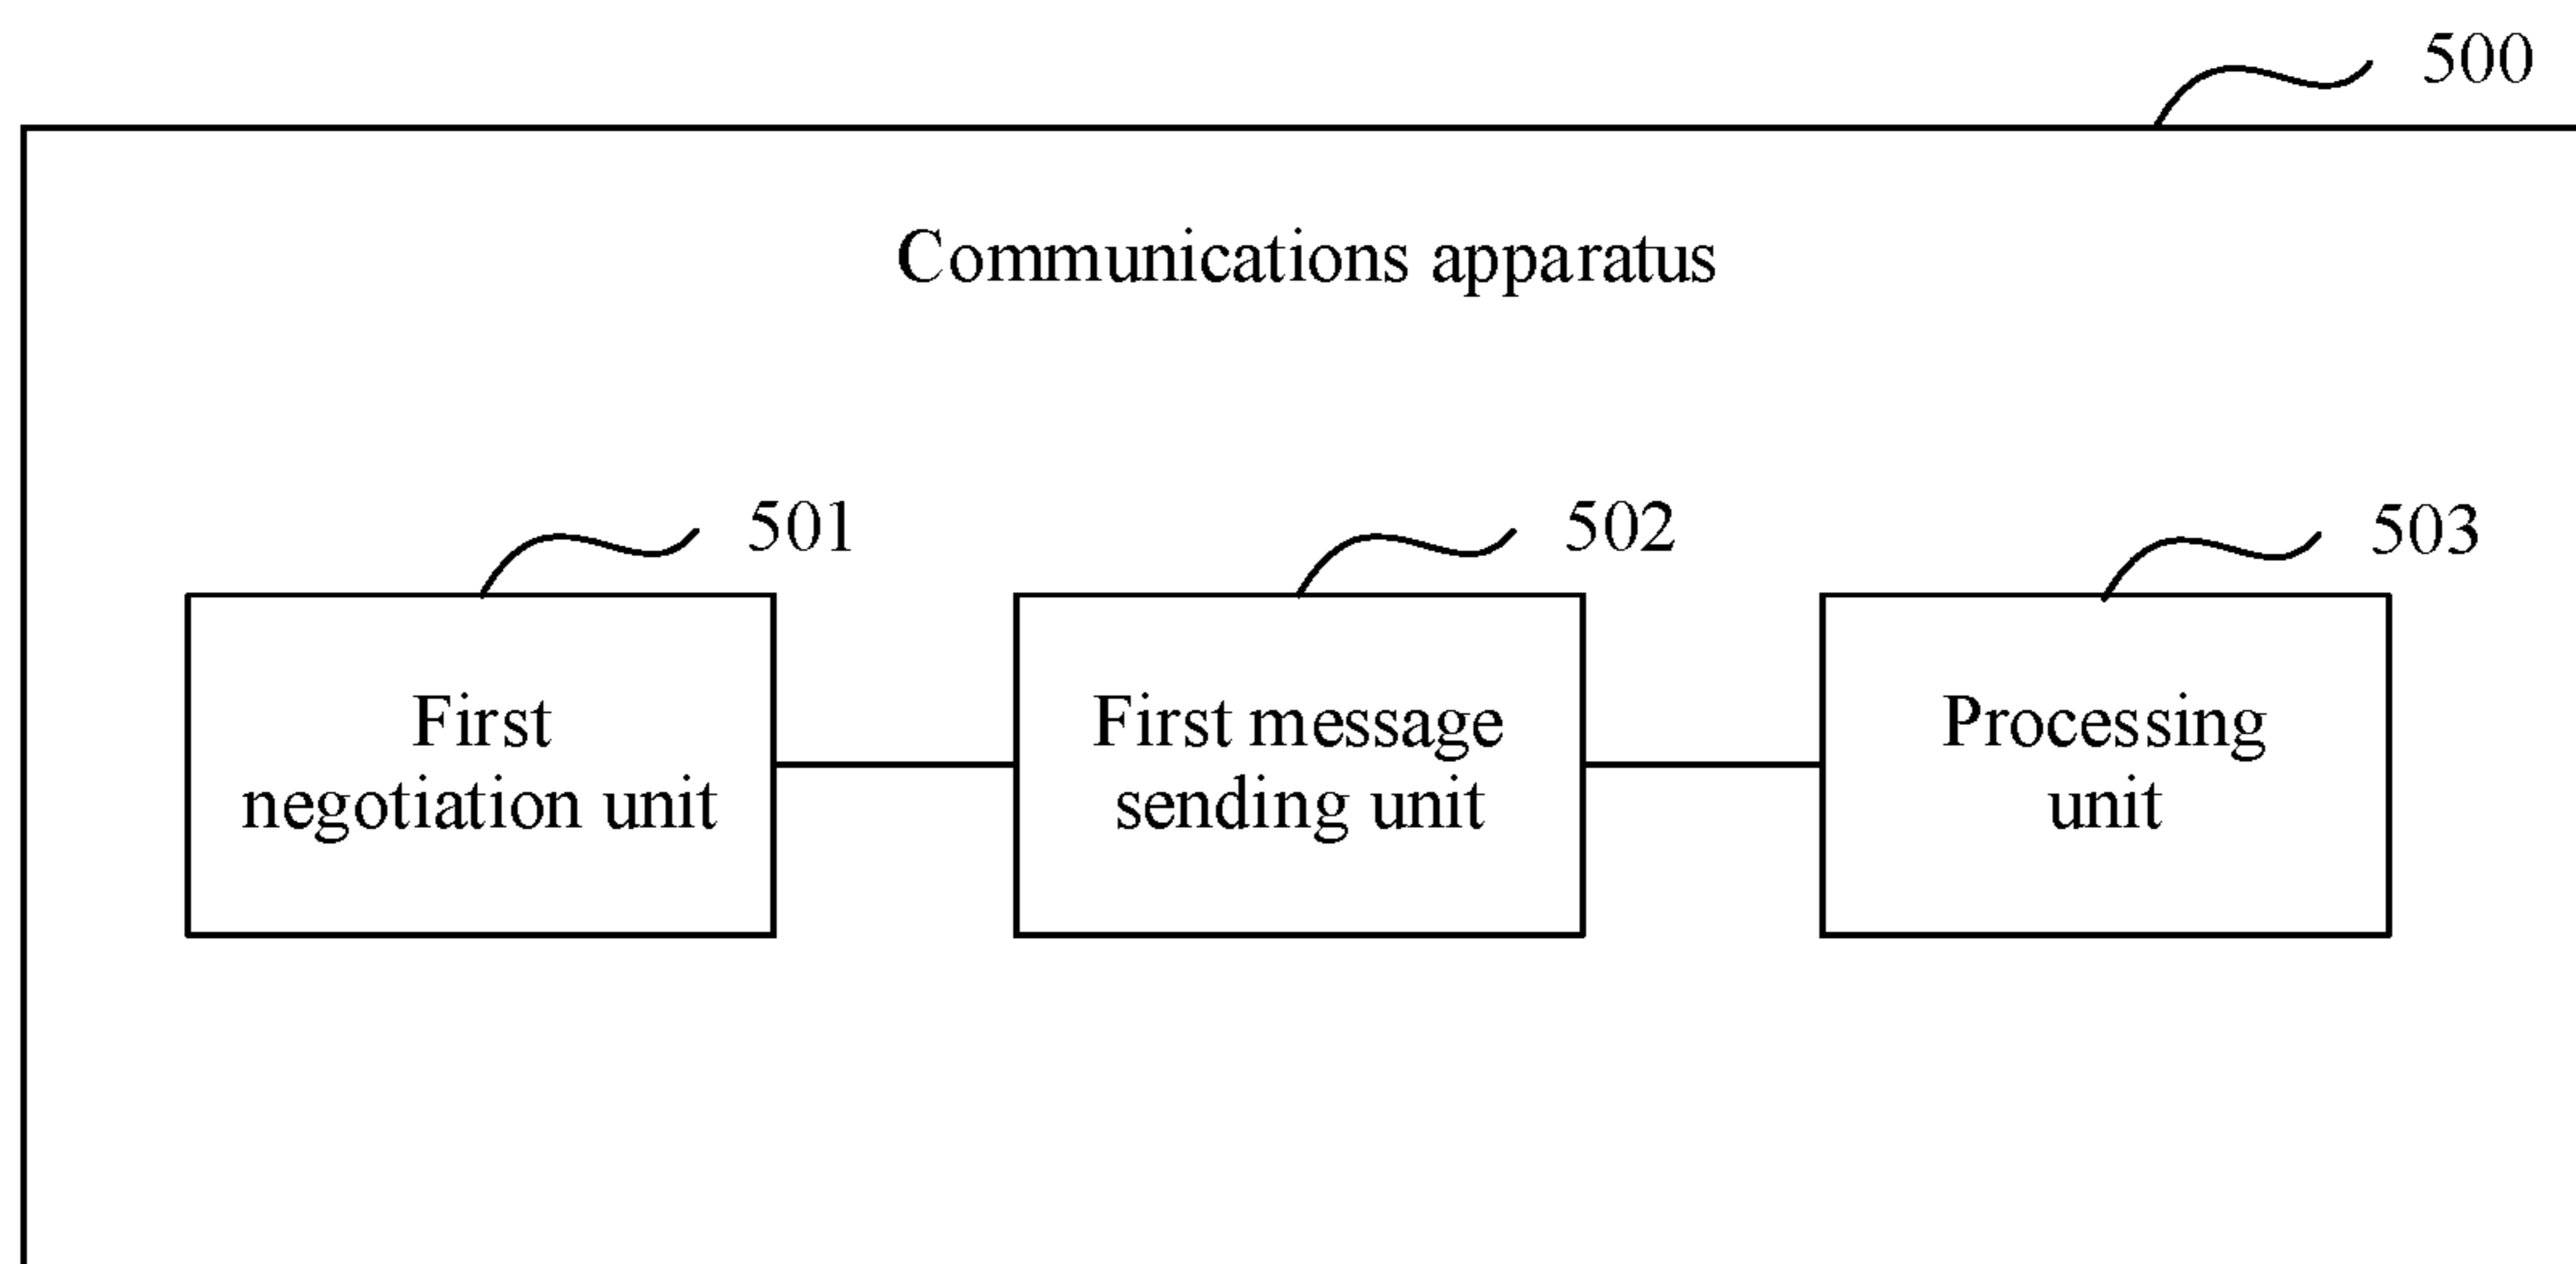 500
Communications apparatus
501
502
503
First
negotiation unit
First message
sending unit
Processing
unit